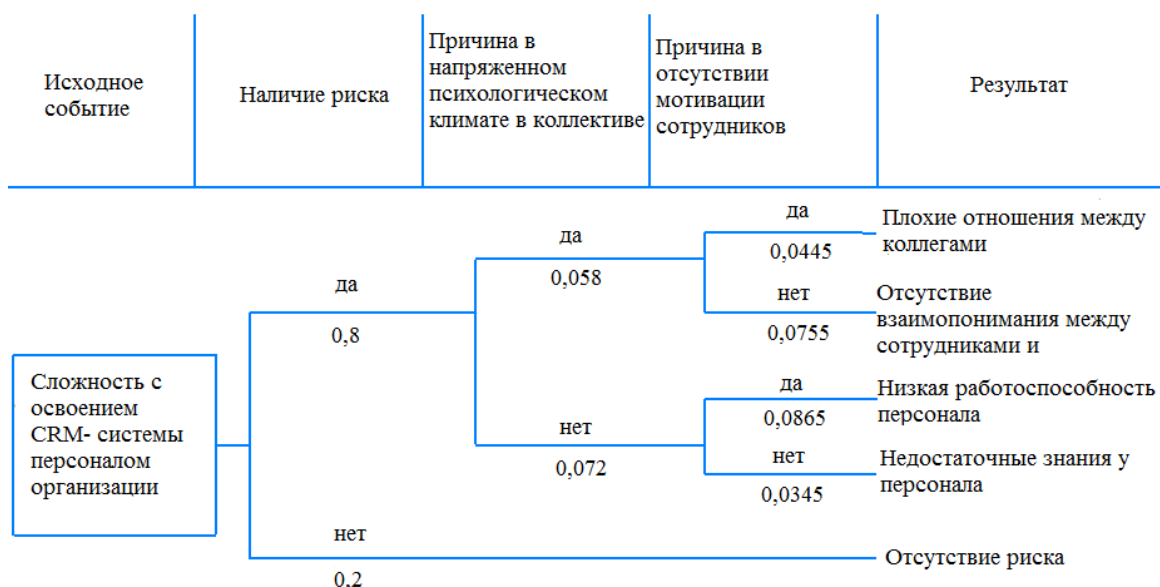 Исходное
событие
Наличие риска
Причина в
напряженном
психологическом
климате в коллективе
Причина в
отсутствии
мотивации
сотрудников
Результат
Сложность с
освоением
CRM- системы
персоналом
организации
да
0,8
нет
0,2
да
0,058
нет
0,072
да
0,0445
нет
0,0755
да
0,0865
нет
0,0345
Плохие отношения между
коллегами
Отсутствие
взаимопонимания между
сотрудниками и
Низкая работоспособность
персонала
Недостаточные знания у
персонала
Отсутствие риска